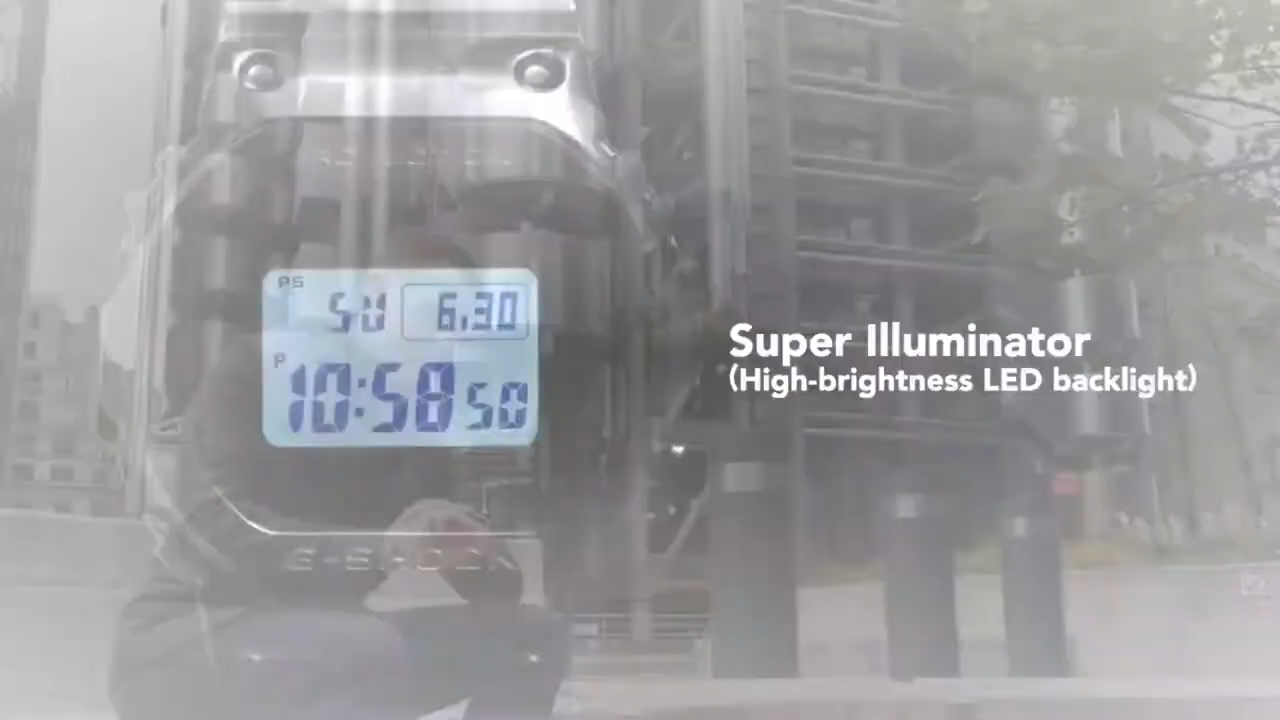 PS
SU 6.30
P
10:58 50
G-SHOCK
Super Illuminator
(High-brightness LED backlight)